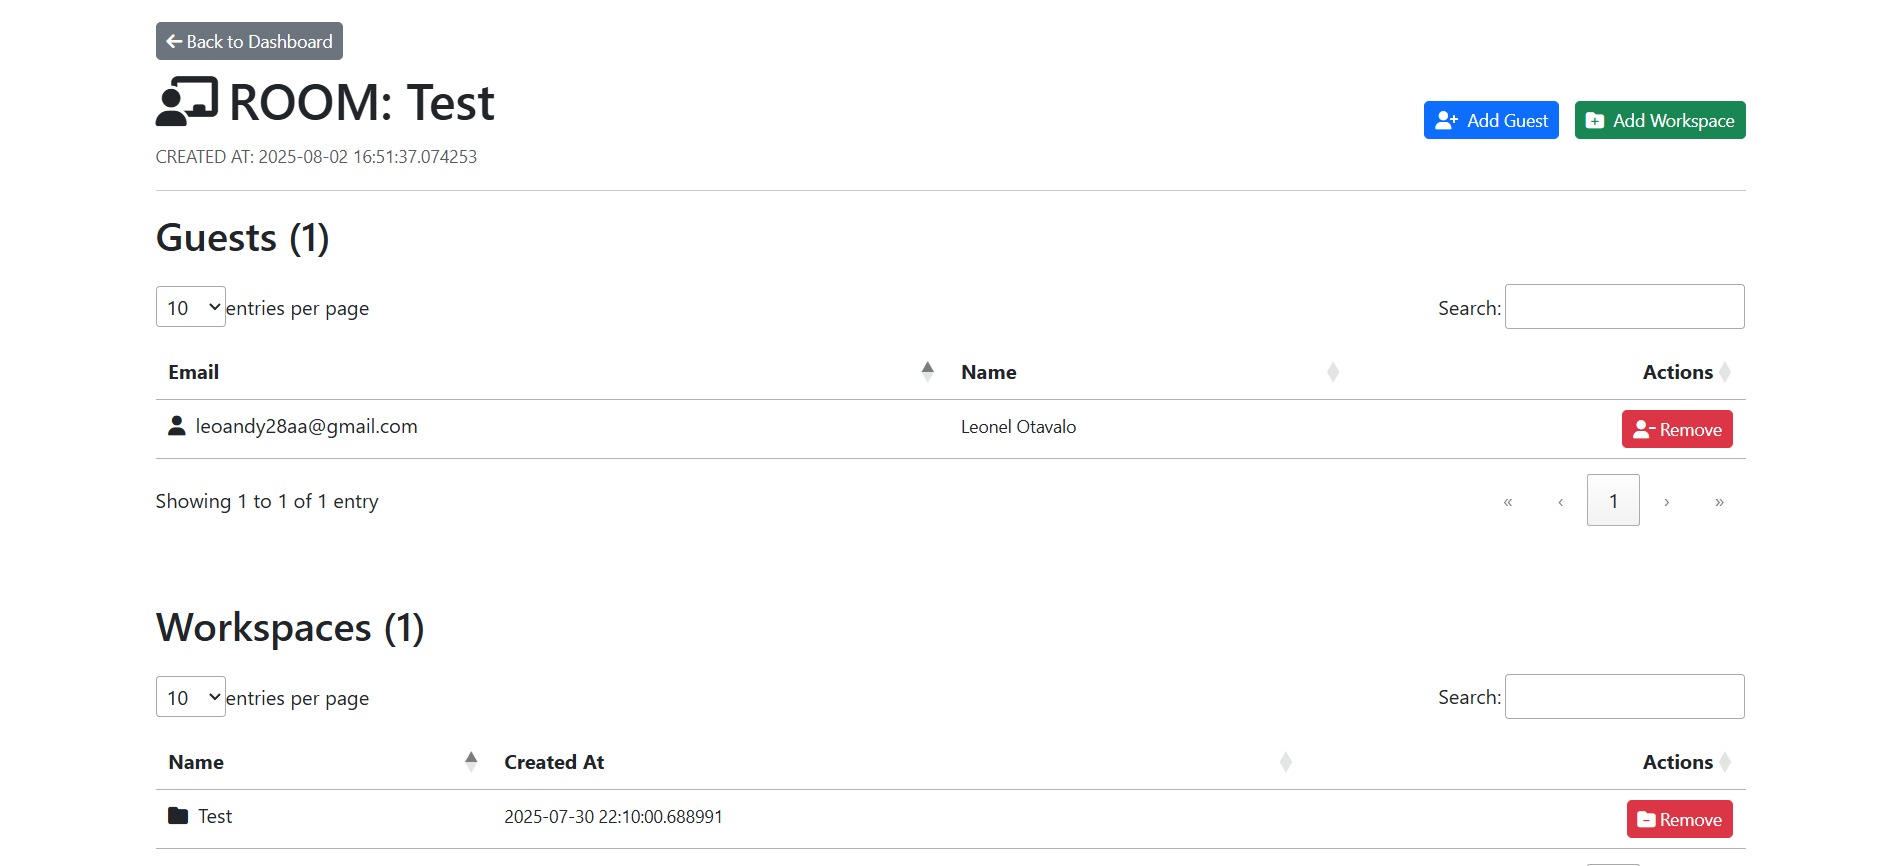 Back to Dashboard
ROOM: Test
Add Guest
Add Workspace
CREATED AT: 2025-08-02 16:51:37.074253
Guests (1)
10 entries per page
Search:
Email Name Actions
leoandy28aa@gmail.com Leonel Otavalo Remove
Showing 1 to 1 of 1 entry
« ‹ 1 › »
Workspaces (1)
10 entries per page
Search:
Name Created At Actions
Test 2025-07-30 22:10:00.688991 Remove